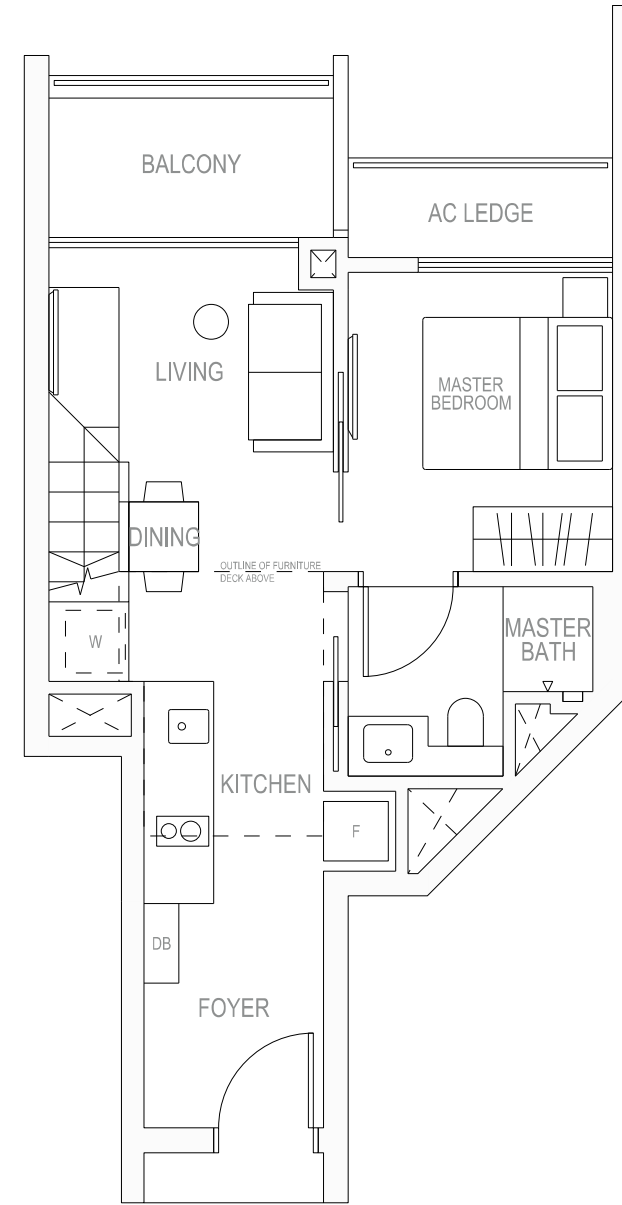 BALCONY
AC LEDGE
LIVING
MASTER
BEDROOM
DINING
OUTLINE OF FURNITURE
DECK ABOVE
W
MASTER
BATH
KITCHEN
F
DB
FOYER